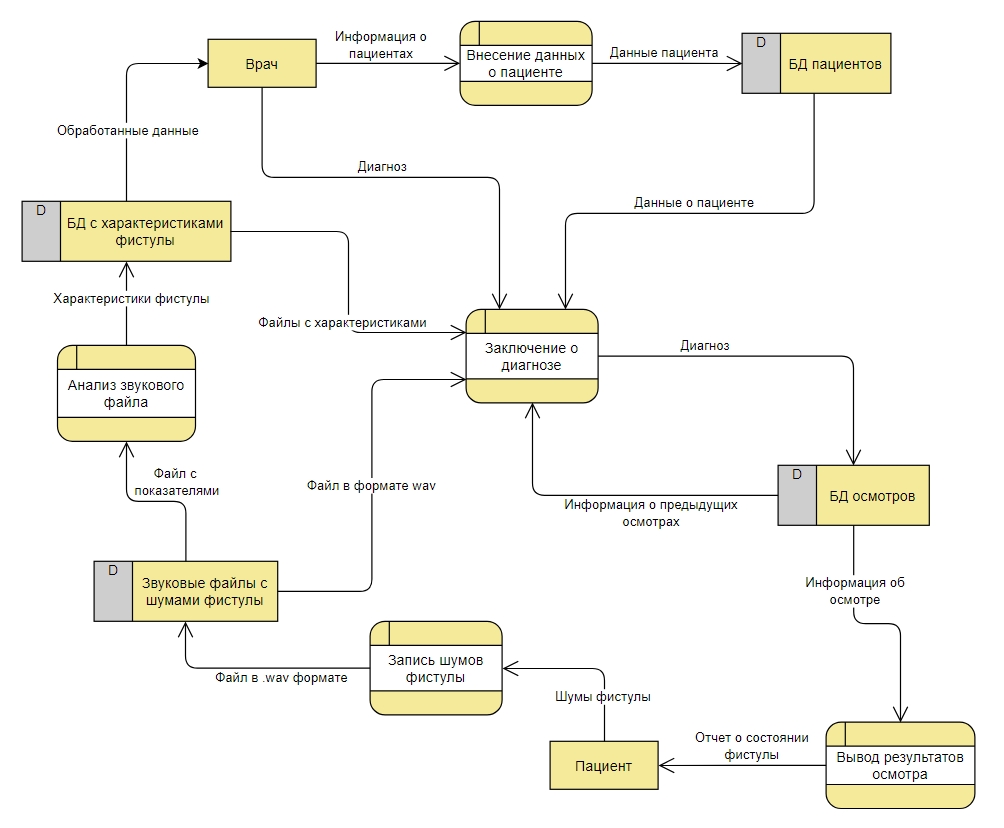 Информация о
пациентах
Внесение данных
о пациенте
Данные пациента
D
БД пациентов
Врач
Обработанные данные
Диагноз
Данные о пациенте
D
БД с характеристиками
фистулы
Характеристики фистулы
Файлы с характеристиками
Заключение о
диагнозе
Диагноз
Анализ звукового
файла
Файл с
показателями
Файл в формате wav
Информация о предыдущих
осмотрах
D
БД осмотров
D
Звуковые файлы с
шумами фистулы
Информация об
осмотре
Запись шумов
фистулы
Файл в .wav формате
Шумы фистулы
Пациент
Отчет о состоянии
фистулы
Вывод результатов
осмотра